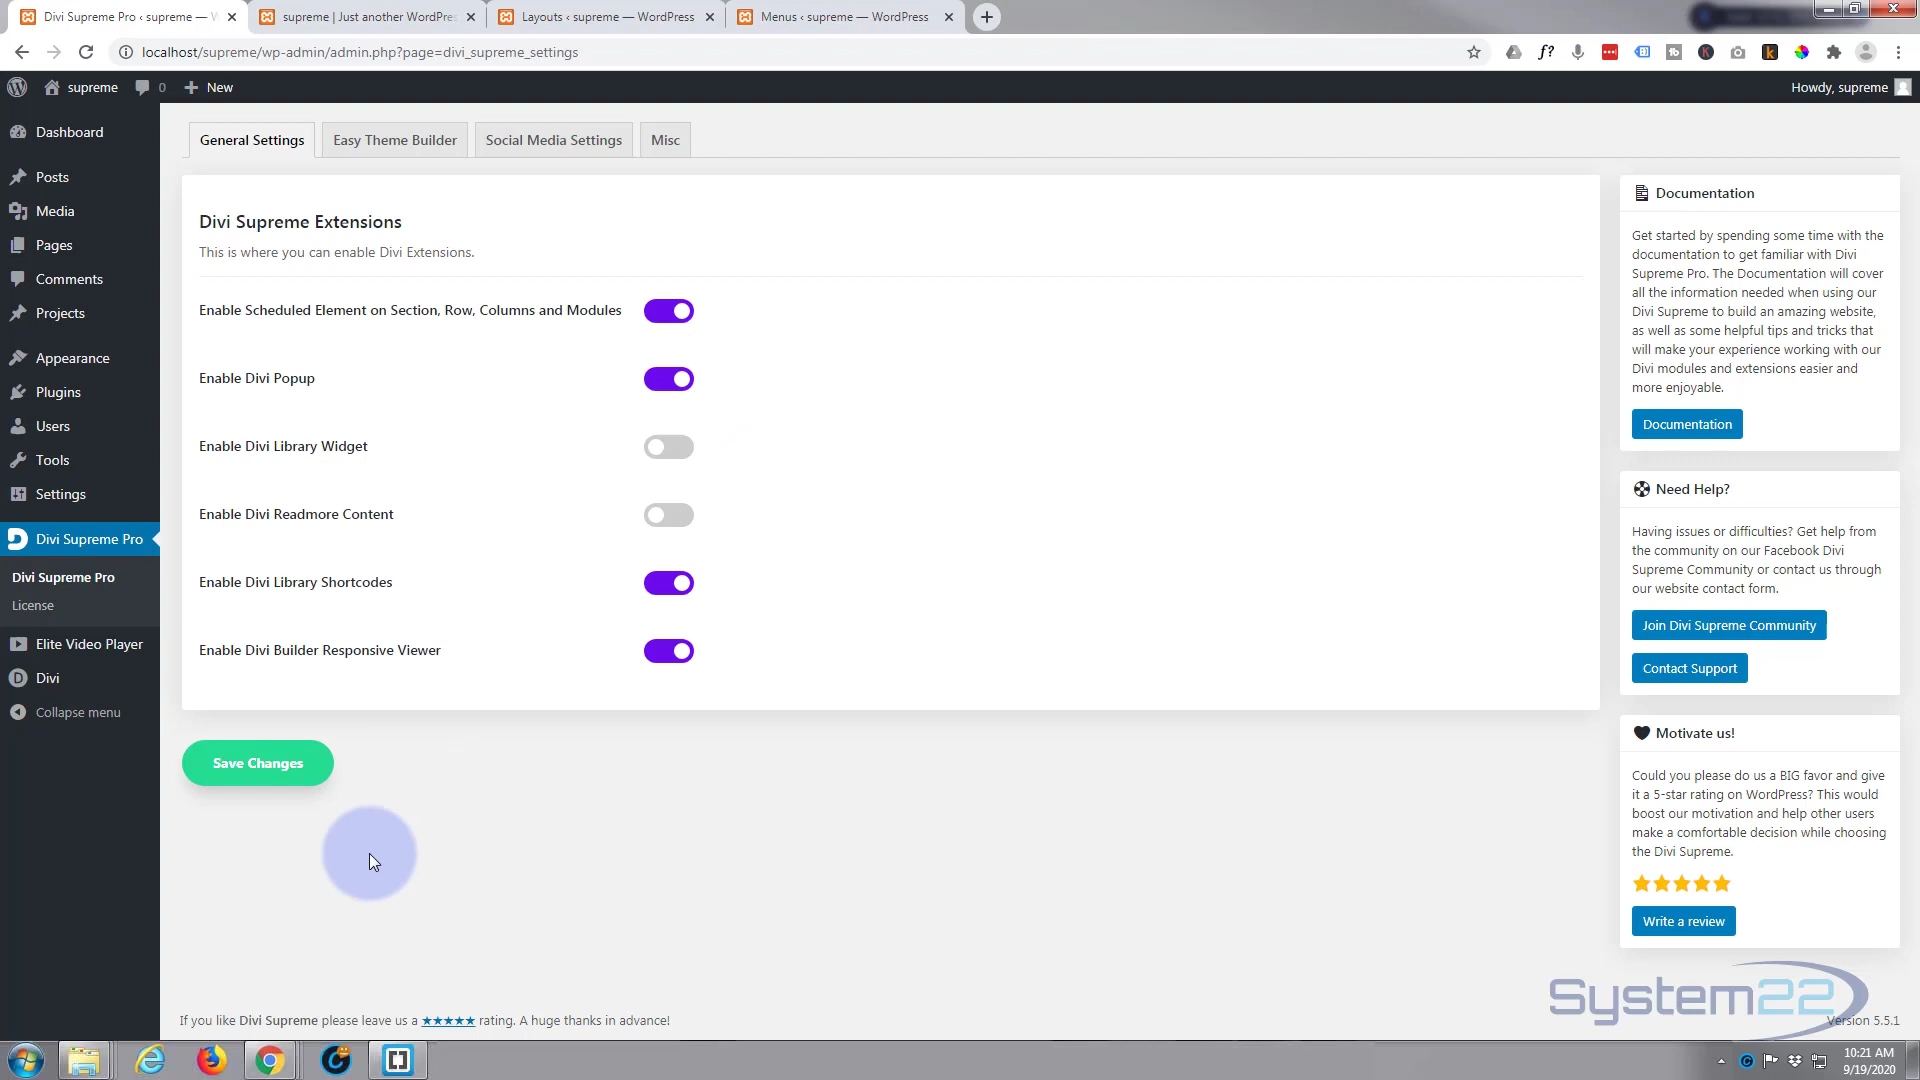 Divi Supreme Pro ‹ supreme — W
supreme | Just another WordPres
Layouts ‹ supreme — WordPress
Menus ‹ supreme — WordPress
localhost/supreme/wp-admin/admin.php?page=divi_supreme_settings
supreme
0
New
Howdy, supreme
Dashboard
Posts
Media
Pages
Comments
Projects
Appearance
Plugins
Users
Tools
Settings
Divi Supreme Pro
Divi Supreme Pro
License
Elite Video Player
Divi
Collapse menu
General Settings
Easy Theme Builder
Social Media Settings
Misc
Divi Supreme Extensions
This is where you can enable Divi Extensions.
Enable Scheduled Element on Section, Row, Columns and Modules
Enable Divi Popup
Enable Divi Library Widget
Enable Divi Readmore Content
Enable Divi Library Shortcodes
Enable Divi Builder Responsive Viewer
Save Changes
Documentation
Get started by spending some time with the
documentation to get familiar with Divi
Supreme Pro. The Documentation will cover
all the information needed when using our
Divi Supreme to build an amazing website,
as well as some helpful tips and tricks that
will make your experience working with our
Divi modules and extensions easier and
more enjoyable.
Documentation
Need Help?
Having issues or difficulties? Get help from
the community on our Facebook Divi
Supreme Community or contact us through
our website contact form.
Join Divi Supreme Community
Contact Support
Motivate us!
Could you please do us a BIG favor and give
it a 5-star rating on WordPress? This would
boost our motivation and help other users
make a comfortable decision while choosing
the Divi Supreme.
Write a review
If you like Divi Supreme please leave us a ★★★★★ rating. A huge thanks in advance!
System22
Version 5.5.1
10:21 AM
9/19/2020